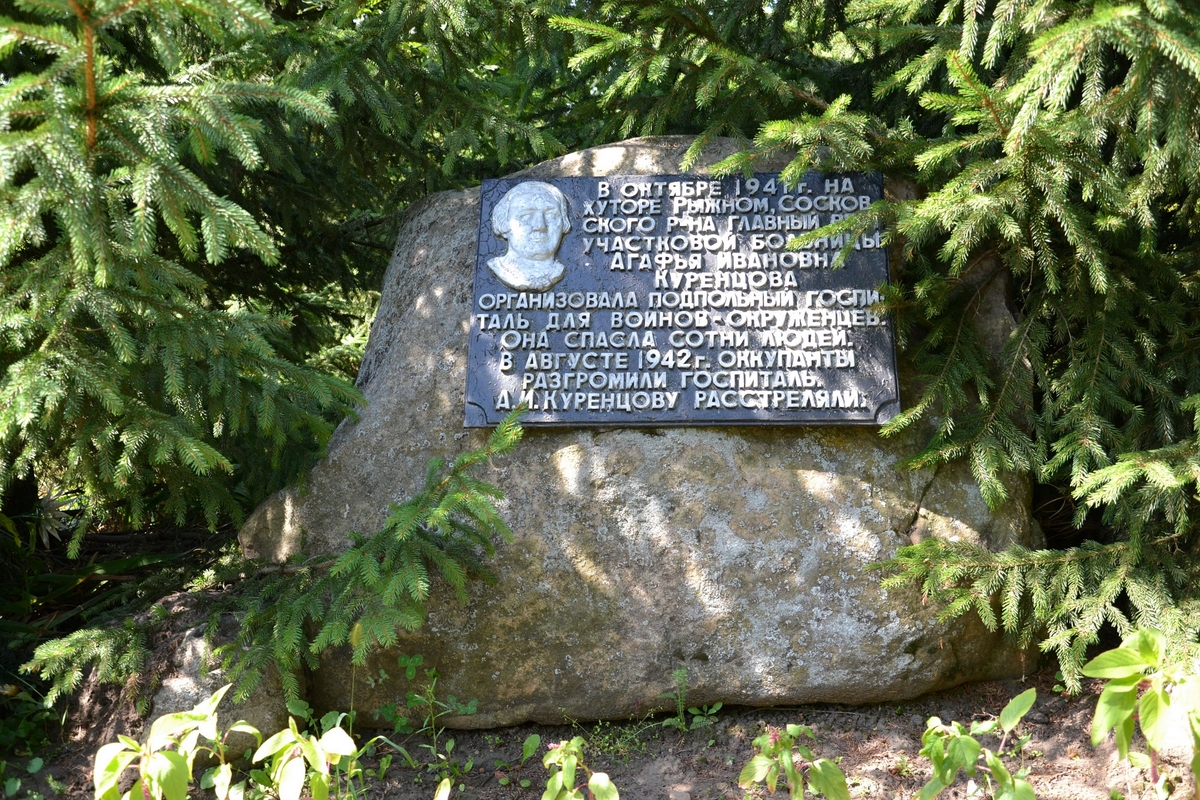 В ОКТЯБРЕ 1941 г. НА
ХУТОРЕ РЫЖНОМ, СОСКОВ
СКОГО Р-НА ГЛАВНЫЙ
УЧАСТКОВОЙ БОЛЬНИЦЫ
АГАФЬЯ ИВАНОВНА
КУРЕНЦОВА
ОРГАНИЗОВАЛА ПОДПОЛЬНЫЙ ГОСПИ-
ТАЛЬ ДЛЯ ВОИНОВ-ОКРУЖЕНЦЕВ.
ОНА СПАСЛА СОТНИ ЛЮДЕЙ.
В АВГУСТЕ 1942 г. ОККУПАНТЫ
РАЗГРОМИЛИ ГОСПИТАЛЬ.
А.И.КУРЕНЦОВУ РАССТРЕЛЯЛИ.